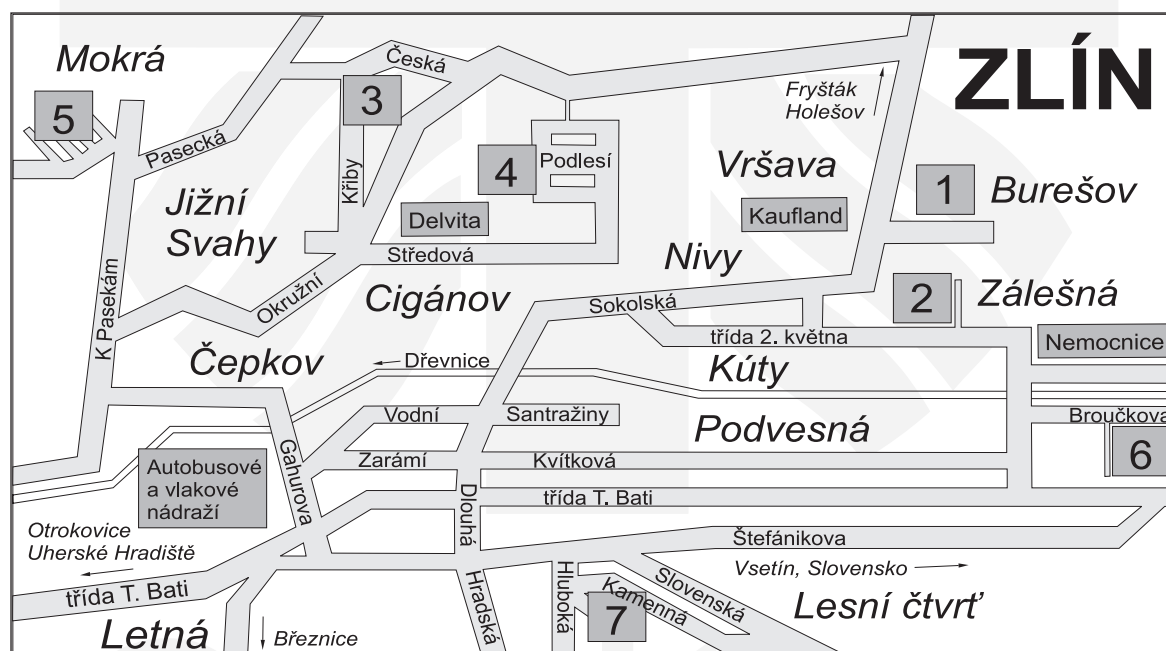 ZLÍN
Mokrá
Česká
Fryšták
Holešov
3
5
Pasecká
Podlesí
4
Vršava
1
Burešov
Křiby
Jižní
Svahy
Delvita
Kaufland
Středová
Nivy
2
Zálešná
Okružní
Cigánov
Sokolská
K Pasekám
třída 2. května
Nemocnice
Čepkov
Dřevnice
Kúty
Vodní
Santražiny
Podvesná
Broučkova
Gahurova
Zarámí
Kvítková
6
Autobusové
a vlakové
nádraží
Dlouhá
třída T. Bati
Otrokovice
Uherské Hradiště
Štefánikova
Vsetín, Slovensko
třída T. Bati
Hradská
Hluboká
Kamenná
Slovenská
7
Lesní čtvrť
Letná
Březnice